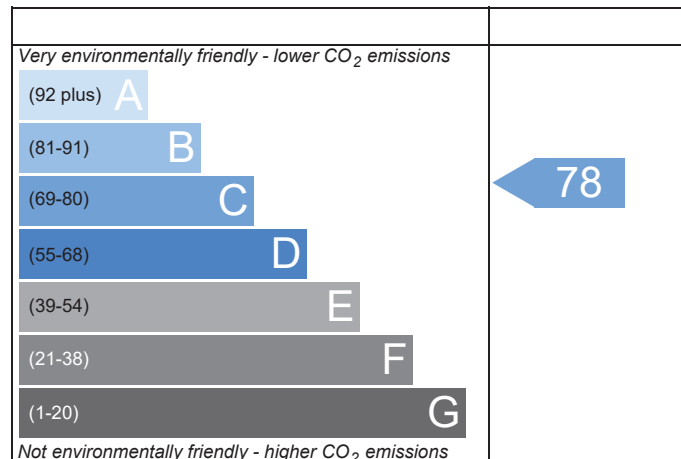 Very environmentally friendly - lower CO2 emissions
(92 plus) A
(81-91) B
(69-80) C
78
(55-68) D
(39-54) E
(21-38) F
(1-20) G
Not environmentally friendly - higher CO2 emissions